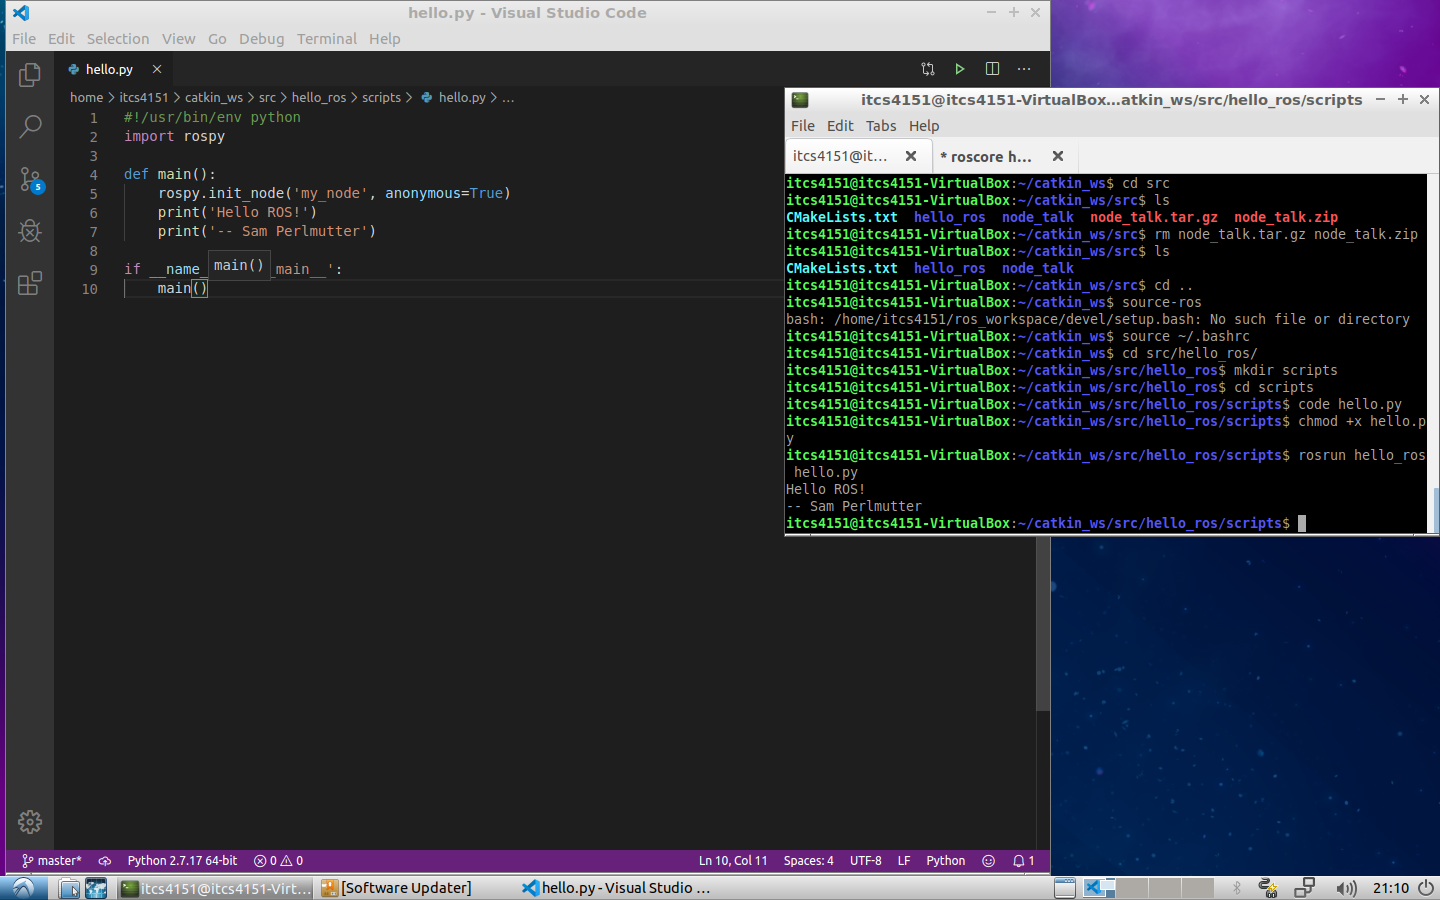 hello.py - Visual Studio Code
File Edit Selection View Go Debug Terminal Help
hello.py
home > itcs4151 > catkin_ws > src > hello_ros > scripts > hello.py > ...
1 #!/usr/bin/env python
2 import rospy
3
4 def main():
5 rospy.init_node('my_node', anonymous=True)
6 print('Hello ROS!')
7 print('-- Sam Perlmutter')
8
9 if __name_ main() _main__':
10 main()
5
master* Python 2.7.17 64-bit 0 0 Ln 10, Col 11 Spaces: 4 UTF-8 LF Python 1
itcs4151@itcs4151-VirtualBox...atkin_ws/src/hello_ros/scripts
File Edit Tabs Help
itcs4151@it... * roscore h...
itcs4151@itcs4151-VirtualBox:~/catkin_ws$ cd src
itcs4151@itcs4151-VirtualBox:~/catkin_ws/src$ ls
CMakeLists.txt hello_ros node_talk node_talk.tar.gz node_talk.zip
itcs4151@itcs4151-VirtualBox:~/catkin_ws/src$ rm node_talk.tar.gz node_talk.zip
itcs4151@itcs4151-VirtualBox:~/catkin_ws/src$ ls
CMakeLists.txt hello_ros node_talk
itcs4151@itcs4151-VirtualBox:~/catkin_ws/src$ cd ..
itcs4151@itcs4151-VirtualBox:~/catkin_ws$ source-ros
bash: /home/itcs4151/ros_workspace/devel/setup.bash: No such file or directory
itcs4151@itcs4151-VirtualBox:~/catkin_ws$ source ~/.bashrc
itcs4151@itcs4151-VirtualBox:~/catkin_ws$ cd src/hello_ros/
itcs4151@itcs4151-VirtualBox:~/catkin_ws/src/hello_ros$ mkdir scripts
itcs4151@itcs4151-VirtualBox:~/catkin_ws/src/hello_ros$ cd scripts
itcs4151@itcs4151-VirtualBox:~/catkin_ws/src/hello_ros/scripts$ code hello.py
itcs4151@itcs4151-VirtualBox:~/catkin_ws/src/hello_ros/scripts$ chmod +x hello.p
y
itcs4151@itcs4151-VirtualBox:~/catkin_ws/src/hello_ros/scripts$ rosrun hello_ros
hello.py
Hello ROS!
-- Sam Perlmutter
itcs4151@itcs4151-VirtualBox:~/catkin_ws/src/hello_ros/scripts$
itcs4151@itcs4151-Virt... [Software Updater] hello.py - Visual Studio ... 21:10